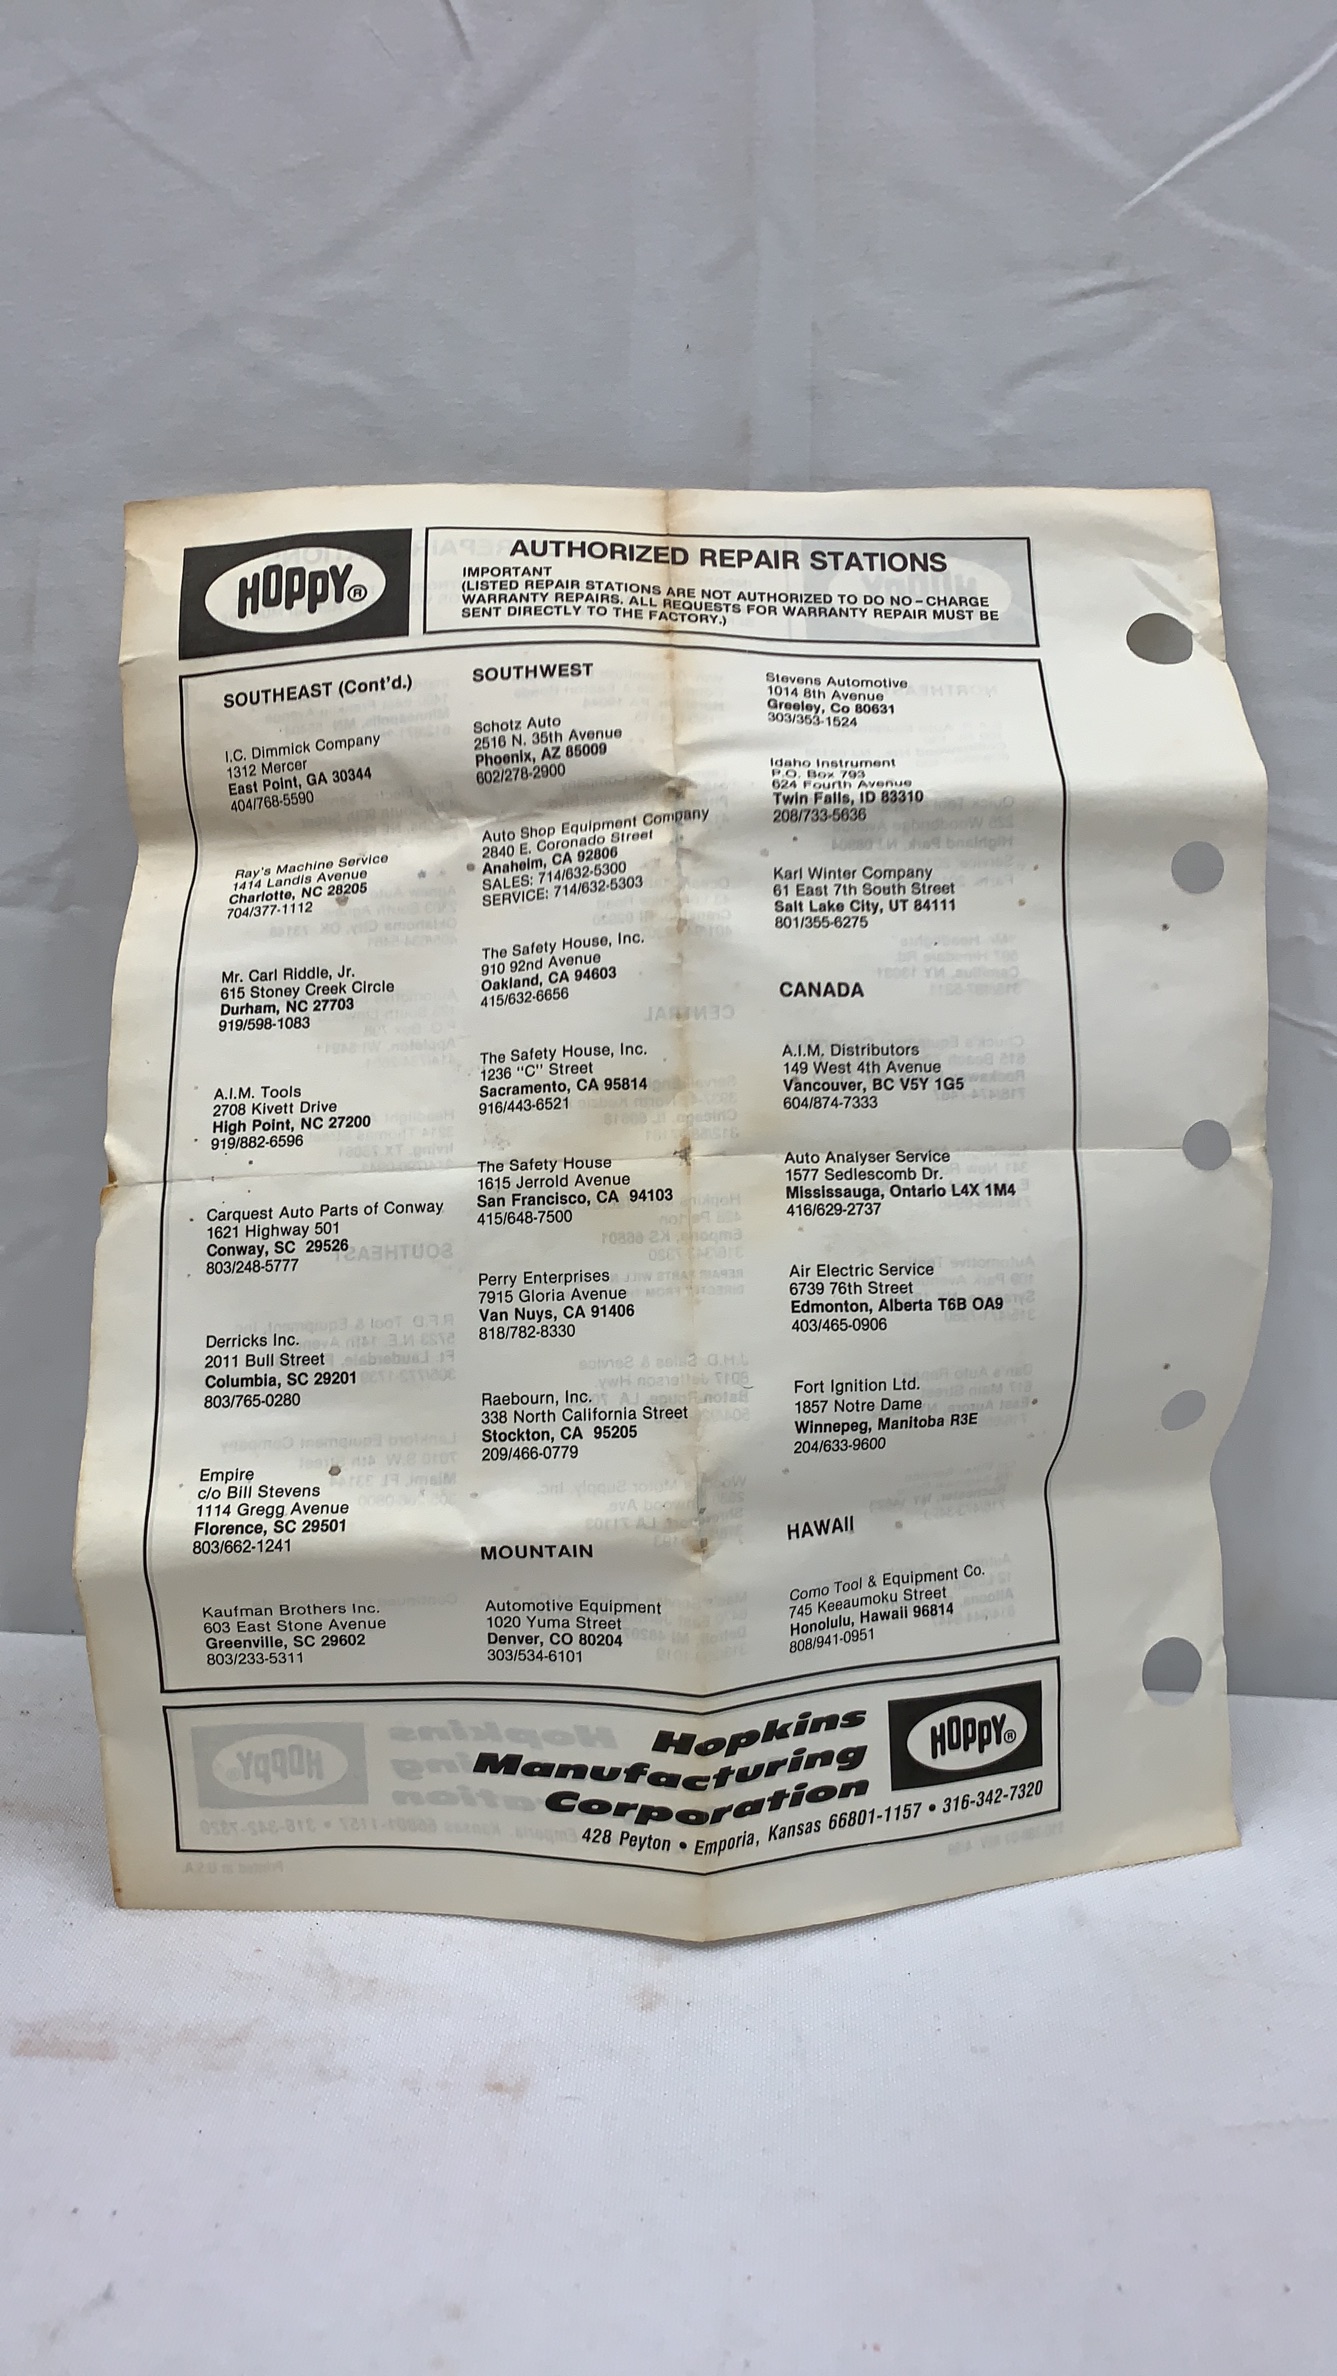 HOPPY®
AUTHORIZED REPAIR STATIONS
IMPORTANT
(LISTED REPAIR STATIONS ARE NOT AUTHORIZED TO DO NO-CHARGE
WARRANTY REPAIRS. ALL REQUESTS FOR WARRANTY REPAIR MUST BE
SENT DIRECTLY TO THE FACTORY.)
SOUTHEAST (Cont'd.)
I.C. Dimmick Company
1312 Mercer
East Point, GA 30344
404/768-5590
Ray's Machine Service
1414 Landis Avenue
Charlotte, NC 28205
704/377-1112
Mr. Carl Riddle, Jr.
615 Stoney Creek Circle
Durham, NC 27703
919/598-1083
A.I.M. Tools
2708 Kivett Drive
High Point, NC 27200
919/882-6596
Carquest Auto Parts of Conway
1621 Highway 501
Conway, SC 29526
803/248-5777
Derricks Inc.
2011 Bull Street
Columbia, SC 29201
803/765-0280
Empire
c/o Bill Stevens
1114 Gregg Avenue
Florence, SC 29501
803/662-1241
Kaufman Brothers Inc.
603 East Stone Avenue
Greenville, SC 29602
803/233-5311
SOUTHWEST
Schotz Auto
2516 N. 35th Avenue
Phoenix, AZ 85009
602/278-2900
Auto Shop Equipment Company
2840 E. Coronado Street
Anaheim, CA 92806
SALES: 714/632-5300
SERVICE: 714/632-5303
The Safety House, Inc.
910 92nd Avenue
Oakland, CA 94603
415/632-6656
The Safety House, Inc.
1236 "C" Street
Sacramento, CA 95814
916/443-6521
The Safety House
1615 Jerrold Avenue
San Francisco, CA 94103
415/648-7500
Perry Enterprises
7915 Gloria Avenue
Van Nuys, CA 91406
818/782-8330
Raebourn, Inc.
338 North California Street
Stockton, CA 95205
209/466-0779
MOUNTAIN
Automotive Equipment
1020 Yuma Street
Denver, CO 80204
303/534-6101
Stevens Automotive
1014 8th Avenue
Greeley, Co 80631
303/353-1524
Idaho Instrument
P.O. Box 793
624 Fourth Avenue
Twin Falls, ID 83310
208/733-5636
Karl Winter Company
61 East 7th South Street
Salt Lake City, UT 84111
801/355-6275
CANADA
A.I.M. Distributors
149 West 4th Avenue
Vancouver, BC V5Y 1G5
604/874-7333
Auto Analyser Service
1577 Sedlescomb Dr.
Mississauga, Ontario L4X 1M4
416/629-2737
Air Electric Service
6739 76th Street
Edmonton, Alberta T6B OA9
403/465-0906
Fort Ignition Ltd.
1857 Notre Dame
Winnepeg, Manitoba R3E
204/633-9600
HAWAII
Como Tool & Equipment Co.
745 Keeaumoku Street
Honolulu, Hawaii 96814
808/941-0951
Hopkins
Manufacturing
Corporation
HOPPY®
428 Peyton • Emporia, Kansas 66801-1157 • 316-342-7320